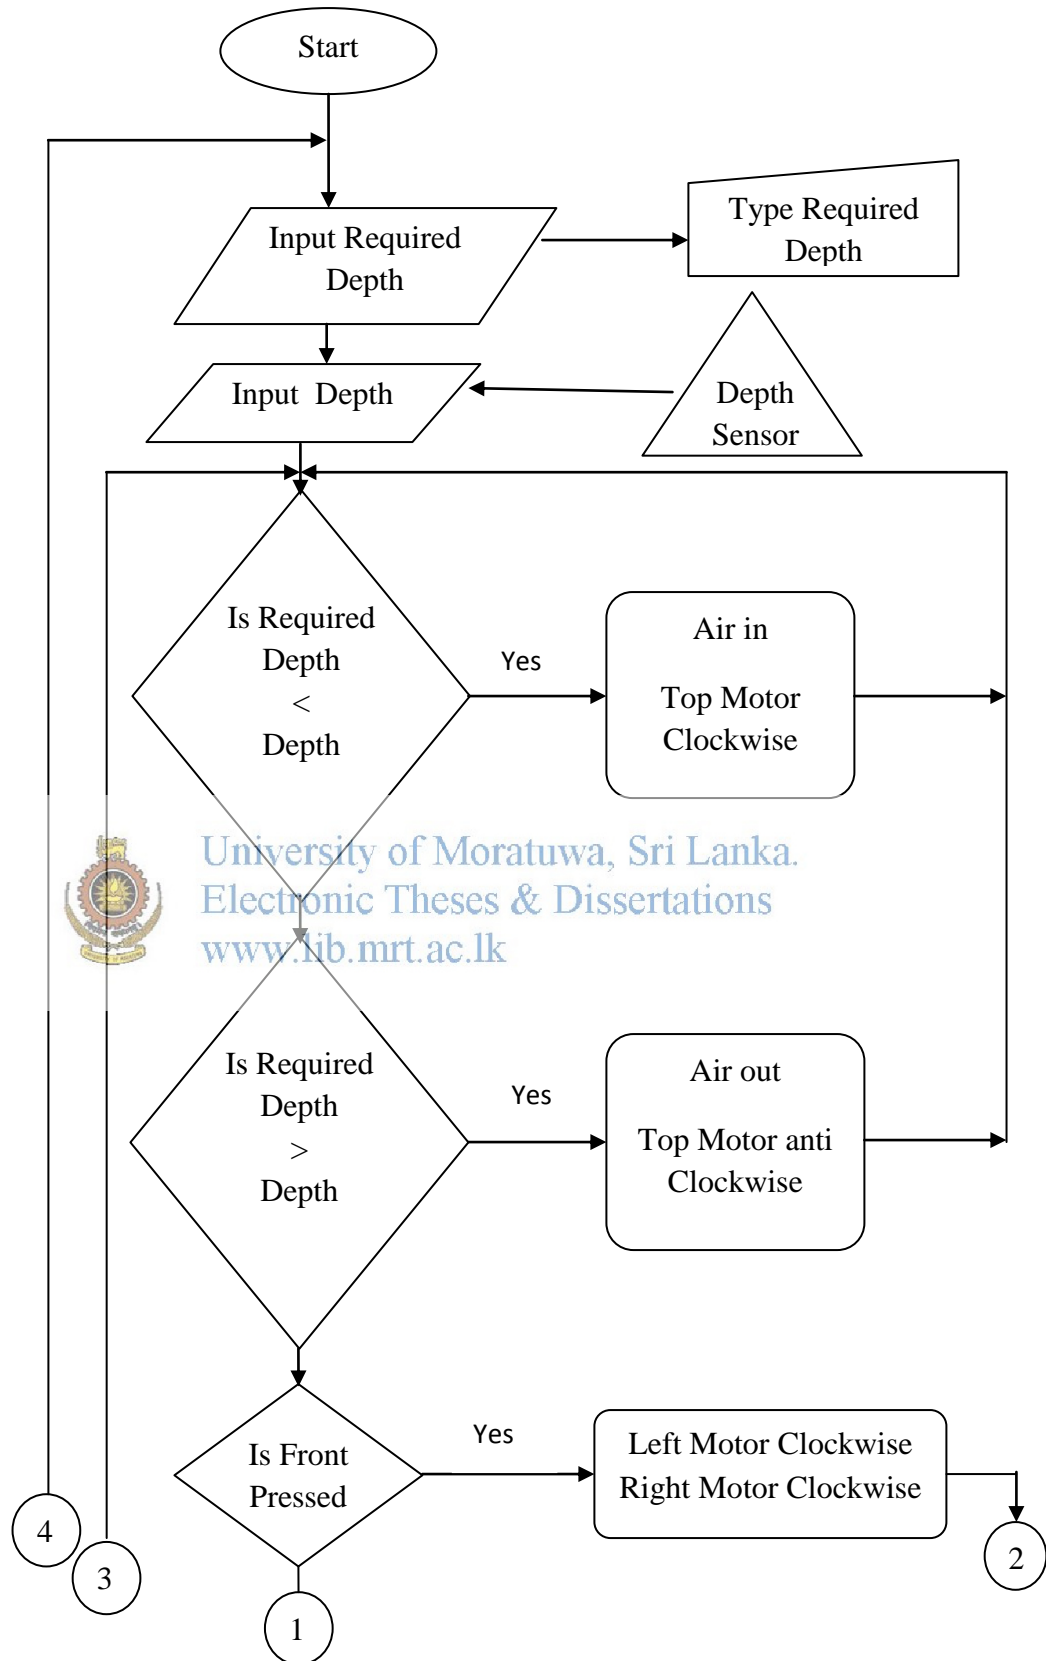 Start
Input Required
Depth
Type Required
Depth
Input Depth
Depth
Sensor
Is Required
Depth
<
Depth
Yes
Air in
Top Motor
Clockwise
University of Moratuwa, Sri Lanka.
Electronic Theses & Dissertations
www.lib.mrt.ac.lk
Is Required
Depth
>
Depth
Yes
Air out
Top Motor anti
Clockwise
Is Front
Pressed
Yes
Left Motor Clockwise
Right Motor Clockwise
4
3
2
1